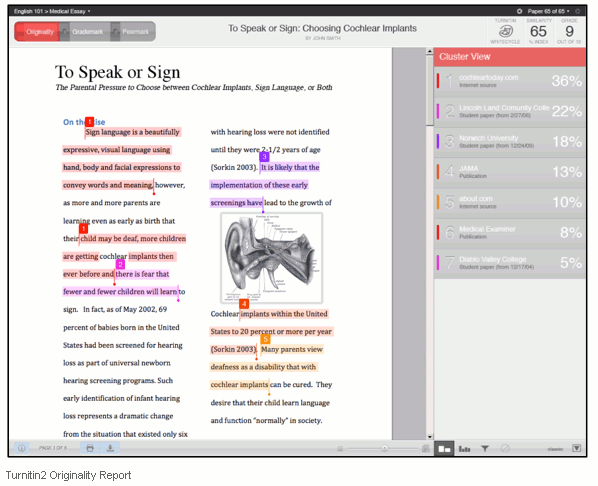 English 101 > Medical Essay
Paper 65 of 65
Originality
Grademark
Peermark
To Speak or Sign: Choosing Cochlear Implants
BY JOHN SMITH
TURNITIN
WRITECYCLE
SIMILARITY
65
% INDEX
GRADE
9
OUT OF 10
To Speak or Sign
The Parental Pressure to Choose between Cochlear Implants, Sign Language, or Both
On the Rise
1
Sign language is a beautifully
expressive, visual language using
hand, body and facial expressions to
convey words and meaning, however,
as more and more parents are
learning even as early as birth that
1
their child may be deaf, more children
are getting cochlear implants then
2
ever before and there is fear that
fewer and fewer children will learn to
sign. In fact, as of May 2002, 69
percent of babies born in the United
States had been screened for hearing
loss as part of universal newborn
hearing screening programs. Such
early identification of infant hearing
loss represents a dramatic change
from the situation that existed only six
with hearing loss were not identified
until they were 2-1/2 years of age
3
(Sorkin 2003). It is likely that the
implementation of these early
screenings have lead to the growth of
4
Cochlear implants within the United
States to 20 percent or more per year
5
(Sorkin 2003). Many parents view
deafness as a disability that with
cochlear implants can be cured. They
desire that their child learn language
and function "normally" in society.
Cluster View
1 cochleartoday.com 36%
Internet source
2 Lincoln Land Comunity Colle 22%
Student paper (from 2/27/06)
3 Norwich University 18%
Student paper (from 12/04/05)
4 JAMA 13%
Publication
5 about.com 10%
Internet source
6 Medical Examiner 8%
Publication
7 Diablo Valley College 5%
Student paper (from 12/17/04)
Turnitin2 Originality Report